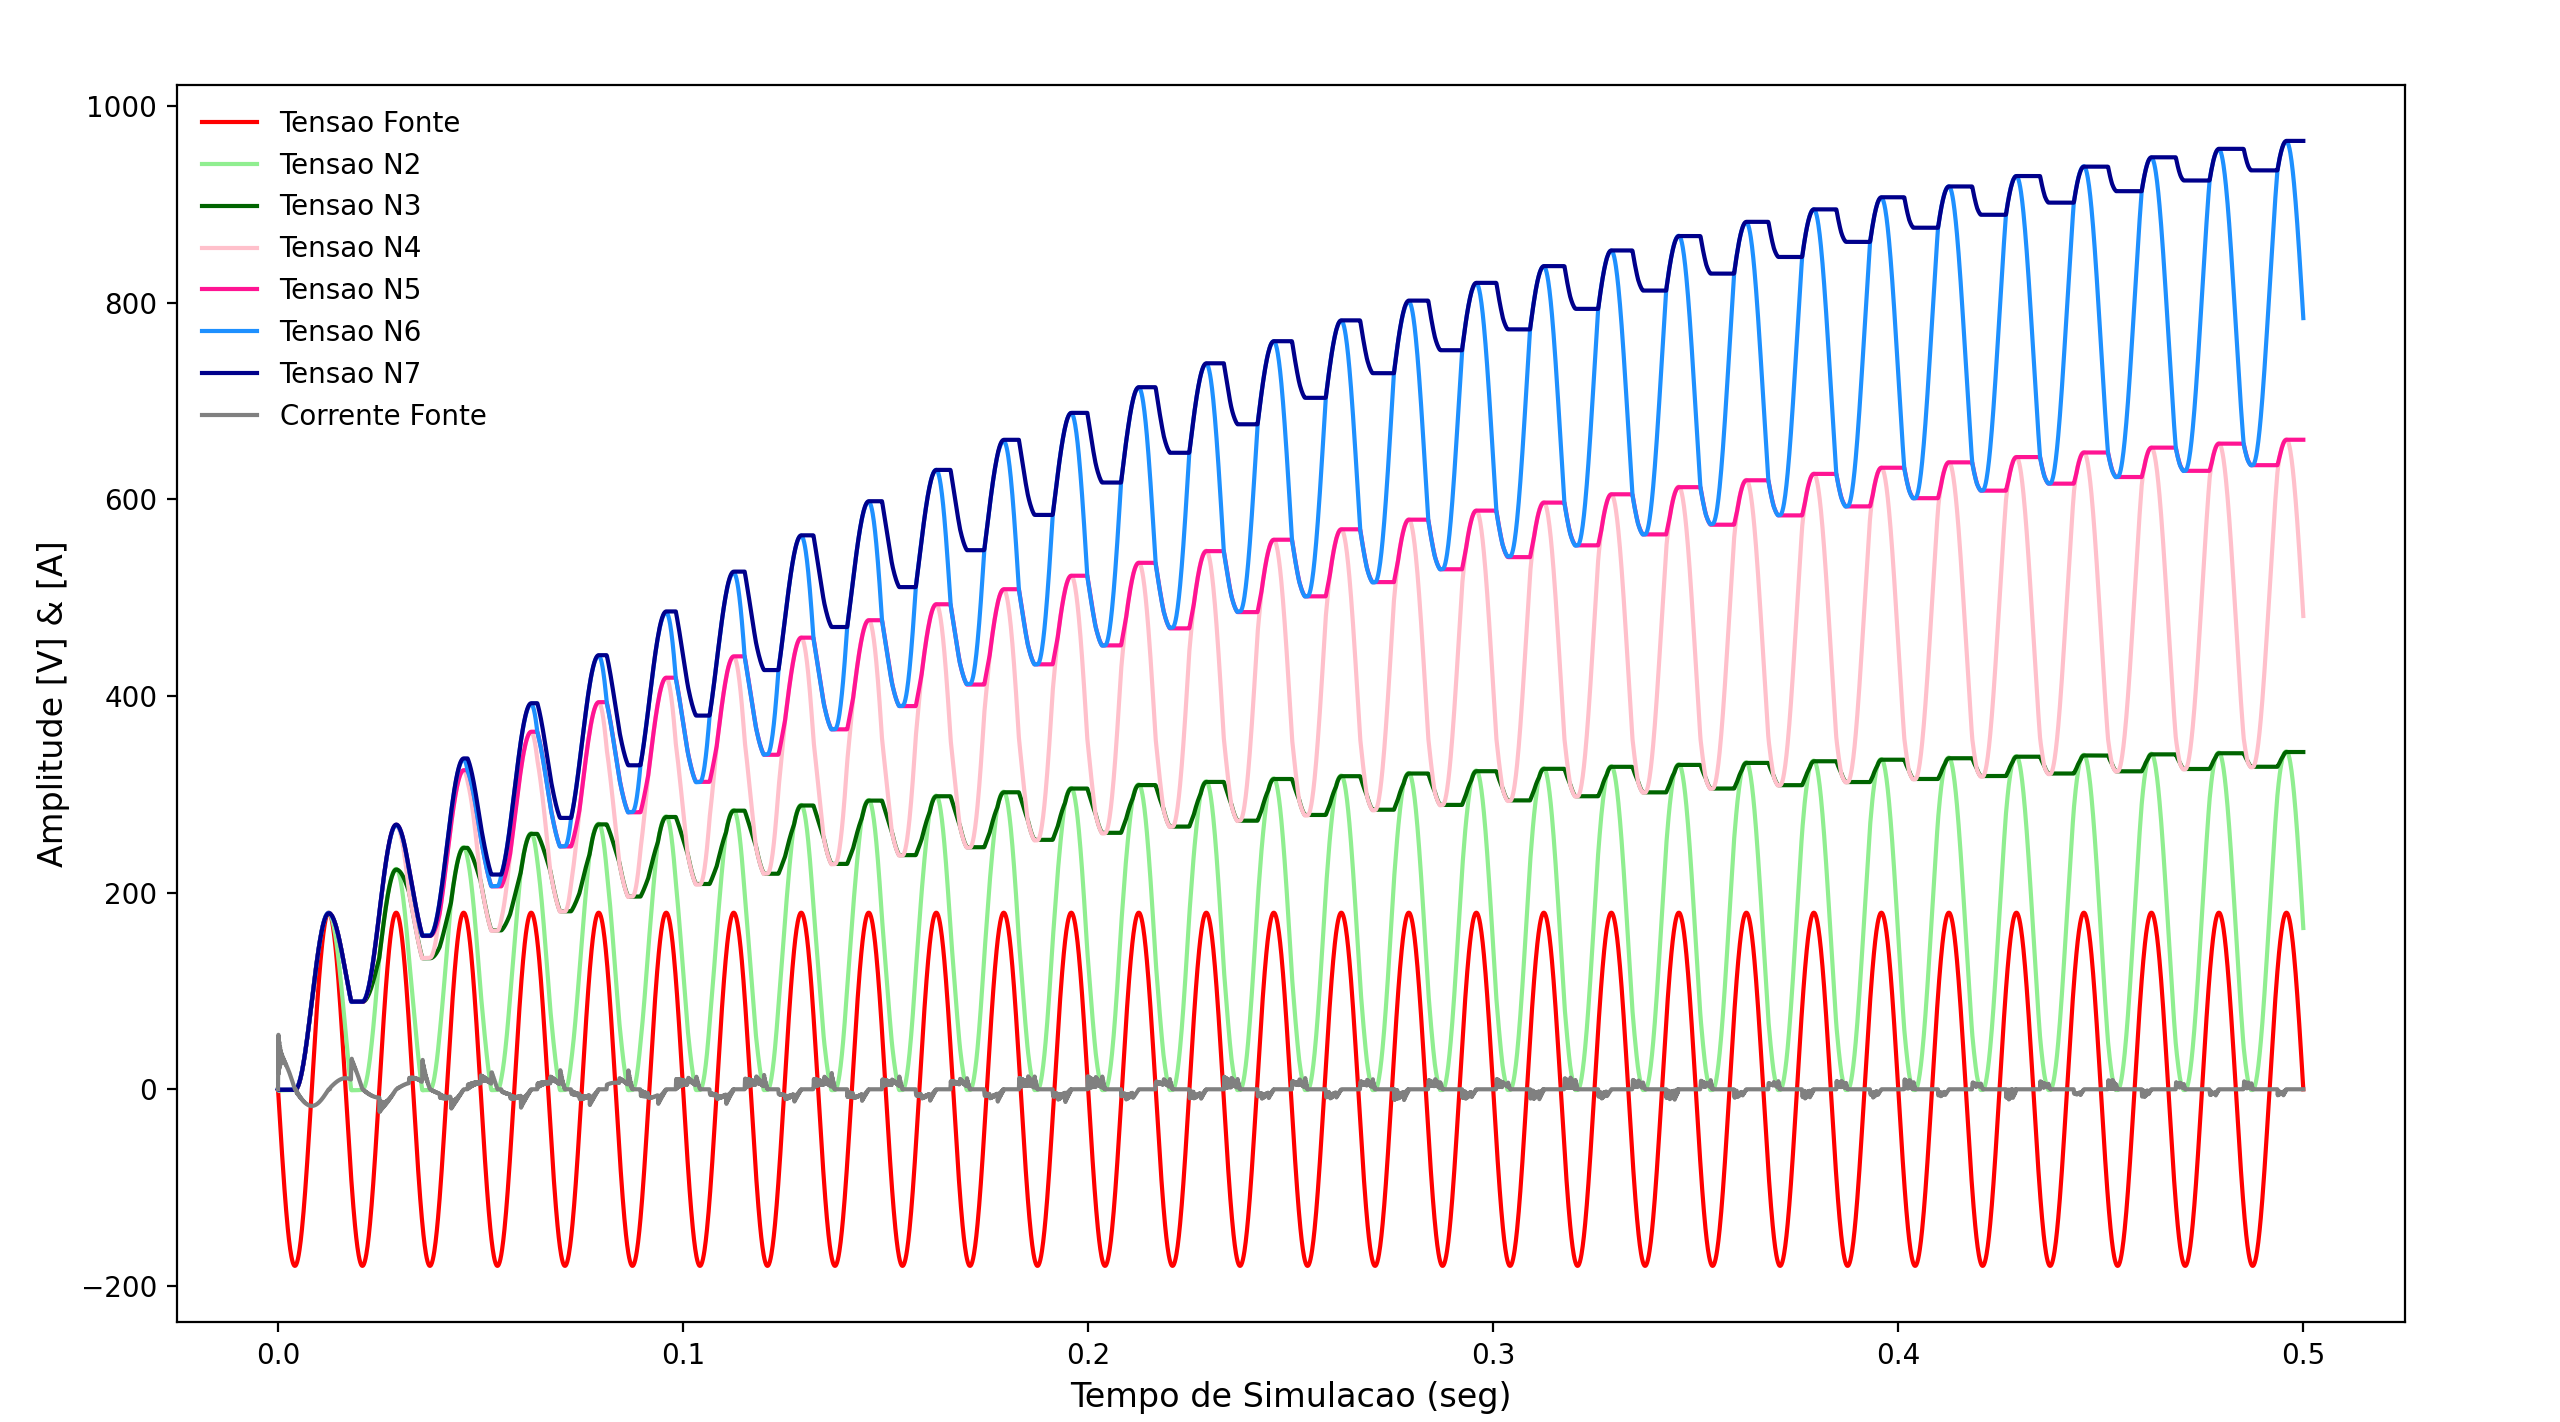 1000
800
600
400
200
0
−200
Amplitude [V] & [A]
Tensao Fonte
Tensao N2
Tensao N3
Tensao N4
Tensao N5
Tensao N6
Tensao N7
Corrente Fonte
0.0 0.1 0.2 0.3 0.4 0.5
Tempo de Simulacao (seg)